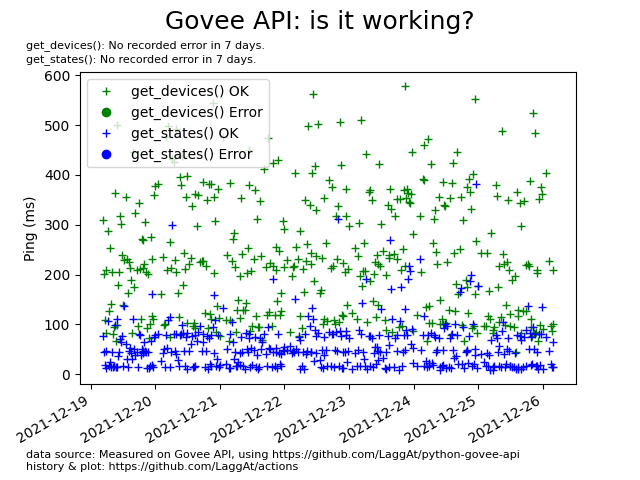 Govee API: is it working?
get_devices(): No recorded error in 7 days.
get_states(): No recorded error in 7 days.
get_devices() OK
get_devices() Error
get_states() OK
get_states() Error
Ping (ms)
600
500
400
300
200
100
0
2021-12-19
2021-12-20
2021-12-21
2021-12-22
2021-12-23
2021-12-24
2021-12-25
2021-12-26
data source: Measured on Govee API, using https://github.com/LaggAt/python-govee-api
history & plot: https://github.com/LaggAt/actions